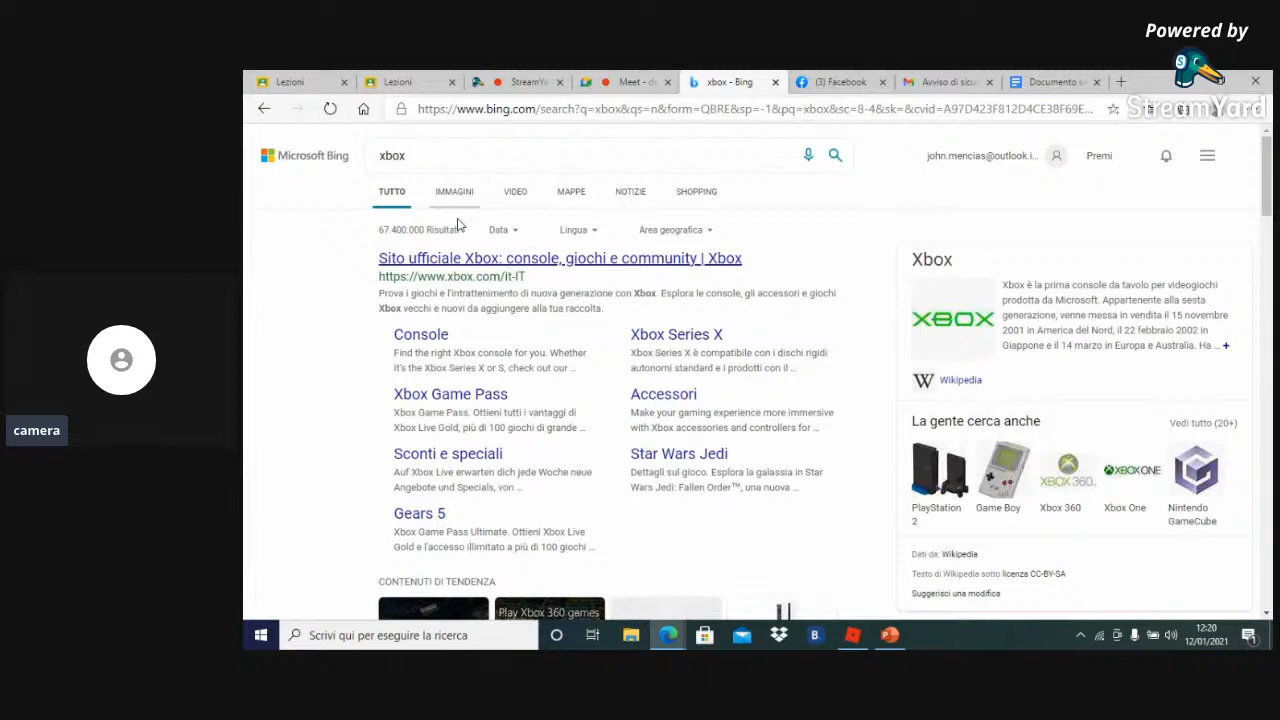 Powered by
StreamYard
Lezioni
Lezioni
StreamYa
Meet - d
xbox - Bing
(3) Facebook
Avviso di sicu
Documento s
https://www.bing.com/search?q=xbox&qs=n&form=QBRE&sp=-1&pq=xbox&sc=8-4&sk=&cvid=A97D423F812D4CE38F69E...
Microsoft Bing
xbox
john.mencias@outlook.i...
Premi
TUTTO
IMMAGINI
VIDEO
MAPPE
NOTIZIE
SHOPPING
67.400.000 Risultati
Data
Lingua
Area geografica
Sito ufficiale Xbox: console, giochi e community | Xbox
https://www.xbox.com/it-IT
Prova i giochi e l'intrattenimento di nuova generazione con Xbox. Esplora le console, gli accessori e giochi
Xbox vecchi e nuovi da aggiungere alla tua raccolta.
Console
Find the right Xbox console for you. Whether
it's the Xbox Series X or S, check out our ...
Xbox Series X
Xbox Series X è compatibile con i dischi rigidi
autonomi standard e i prodotti con il ...
Xbox Game Pass
Xbox Game Pass. Ottieni tutti i vantaggi di
Xbox Live Gold, più di 100 giochi di grande ...
Accessori
Make your gaming experience more immersive
with Xbox accessories and controllers for ...
Sconti e speciali
Auf Xbox Live erwarten dich jede Woche neue
Angebote und Specials, von ...
Star Wars Jedi
Dettagli sul gioco. Esplora la galassia in Star
Wars Jedi: Fallen Order™, una nuova ...
Gears 5
Xbox Game Pass Ultimate. Ottieni Xbox Live
Gold e l'accesso illimitato a più di 100 giochi ...
CONTENUTI DI TENDENZA
Play Xbox 360 games
Xbox
XBOX
Xbox è la prima console da tavolo per videogiochi
prodotta da Microsoft. Appartenente alla sesta
generazione, venne messa in vendita il 15 novembre
2001 in America del Nord, il 22 febbraio 2002 in
Giappone e il 14 marzo in Europa e Australia. Ha ... +
W Wikipedia
La gente cerca anche
Vedi tutto (20+)
XBOX 360.
XBOX ONE
PlayStation
2
Game Boy
Xbox 360
Xbox One
Nintendo
GameCube
Dati da: Wikipedia
Testo di Wikipedia sotto licenza CC-BY-SA
Suggerisci una modifica
camera
Scrivi qui per eseguire la ricerca
B.
12:20
12/01/2021